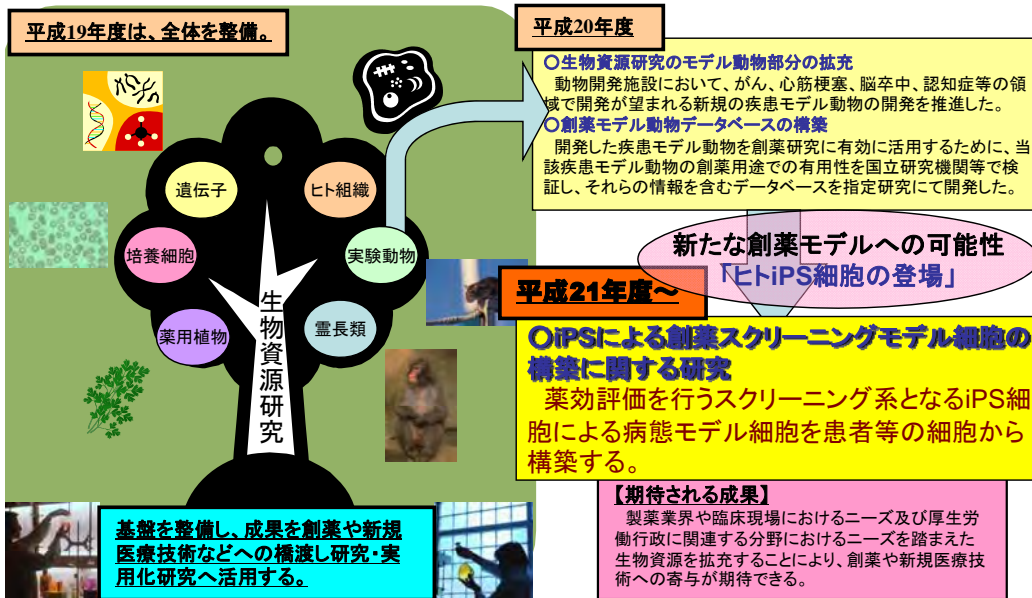 平成19年度は、全体を整備。
遺伝子
ヒト組織
培養細胞
実験動物
薬用植物
霊長類
生物資源研究
基盤を整備し、成果を創薬や新規
医療技術などへの橋渡し研究・実
用化研究へ活用する。
平成20年度
○生物資源研究のモデル動物部分の拡充
動物開発施設において、がん、心筋梗塞、脳卒中、認知症等の領
域で開発が望まれる新規の疾患モデル動物の開発を推進した。
○創薬モデル動物データベースの構築
開発した疾患モデル動物を創薬研究に有効に活用するために、当
該疾患モデル動物の創薬用途での有用性を国立研究機関等で検
証し、それらの情報を含むデータベースを指定研究にて開発した。
新たな創薬モデルへの可能性
「ヒトiPS細胞の登場」
平成21年度～
○iPSによる創薬スクリーニングモデル細胞の
構築に関する研究
薬効評価を行うスクリーニング系となるiPS細
胞による病態モデル細胞を患者等の細胞から
構築する。
【期待される成果】
製薬業界や臨床現場におけるニーズ及び厚生労
働行政に関連する分野におけるニーズを踏まえた
生物資源を拡充することにより、創薬や新規医療技
術への寄与が期待できる。